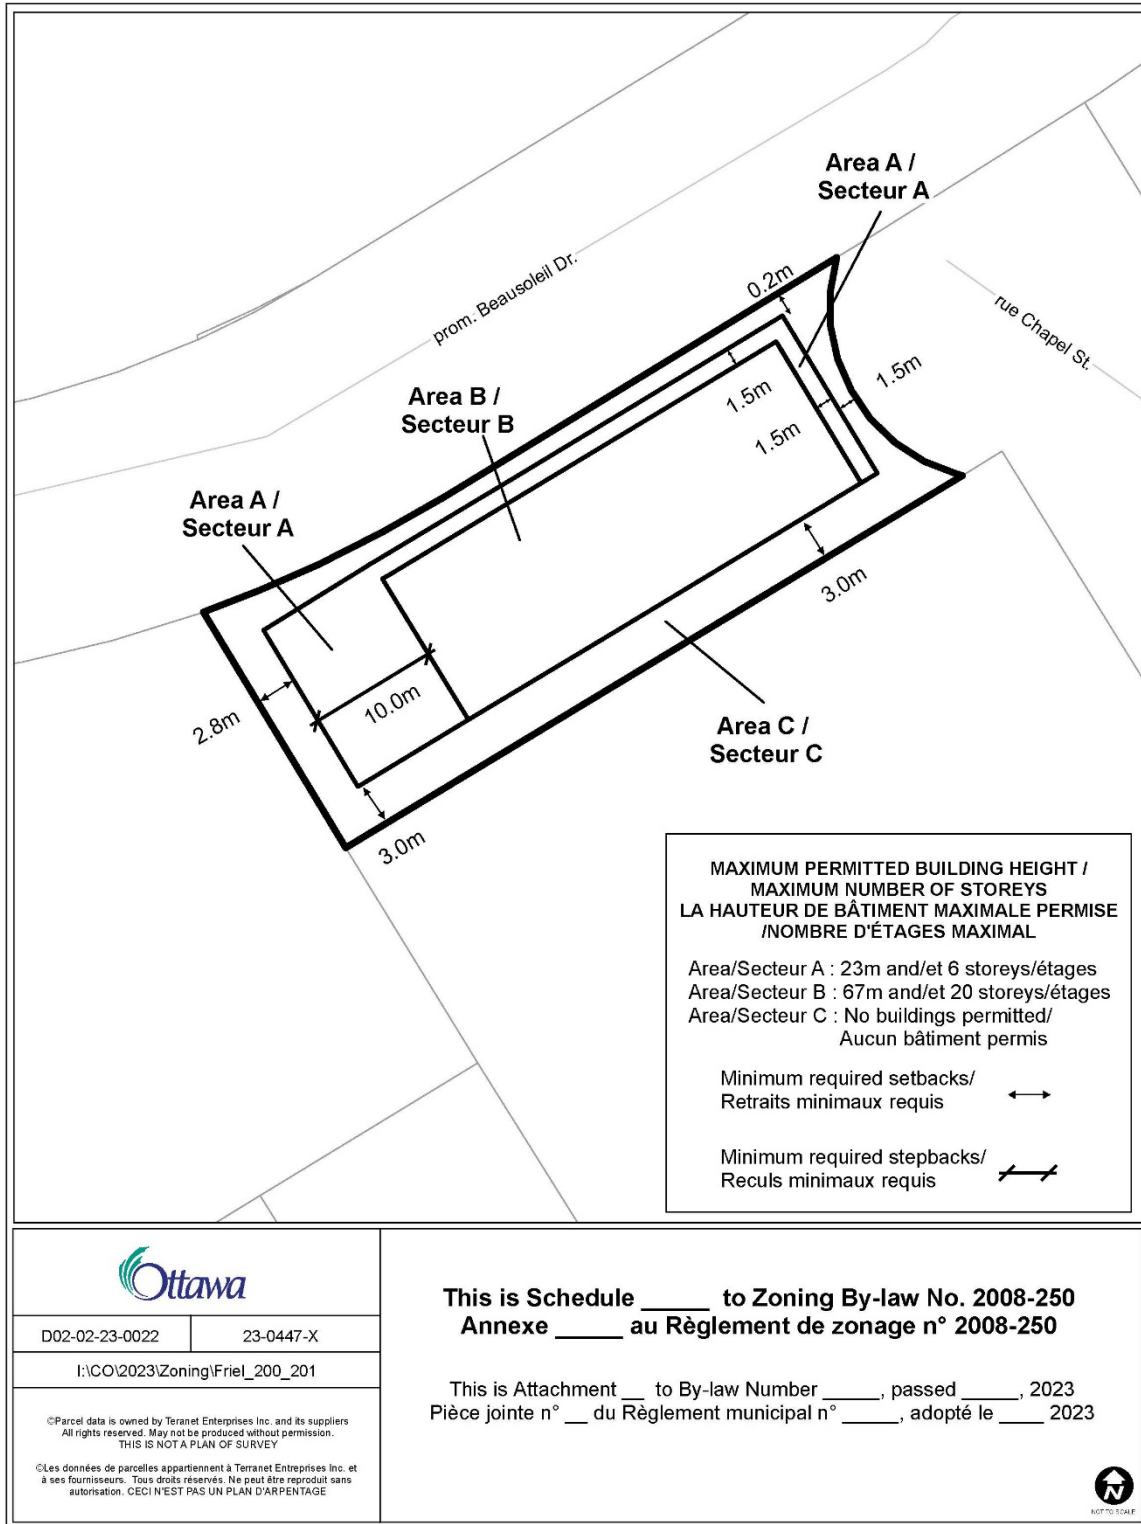 Area A /
Secteur A
0.2m
prom. Beausoleil Dr.
rue Chapel St.
1.5m
1.5m
1.5m
Area B /
Secteur B
Area A /
Secteur A
3.0m
10.0m
2.8m
Area C /
Secteur C
3.0m
MAXIMUM PERMITTED BUILDING HEIGHT /
MAXIMUM NUMBER OF STOREYS
LA HAUTEUR DE BÂTIMENT MAXIMALE PERMISE
/NOMBRE D'ÉTAGES MAXIMAL
Area/Secteur A : 23m and/et 6 storeys/étages
Area/Secteur B : 67m and/et 20 storeys/étages
Area/Secteur C : No buildings permitted/
Aucun bâtiment permis
Minimum required setbacks/
Retraits minimaux requis
Minimum required stepbacks/
Reculs minimaux requis
Ottawa
D02-02-23-0022
23-0447-X
I:\CO\2023\Zoning\Friel_200_201
©Parcel data is owned by Teranet Enterprises Inc. and its suppliers
All rights reserved. May not be produced without permission.
THIS IS NOT A PLAN OF SURVEY
©Les données de parcelles appartiennent à Terranet Entreprises Inc. et
à ses fournisseurs. Tous droits réservés. Ne peut être reproduit sans
autorisation. CECI N'EST PAS UN PLAN D'ARPENTAGE
This is Schedule _____ to Zoning By-law No. 2008-250
Annexe _____ au Règlement de zonage n° 2008-250
This is Attachment __ to By-law Number _____, passed _____, 2023
Pièce jointe n° __ du Règlement municipal n° _____, adopté le ____ 2023
N
NOT TO SCALE